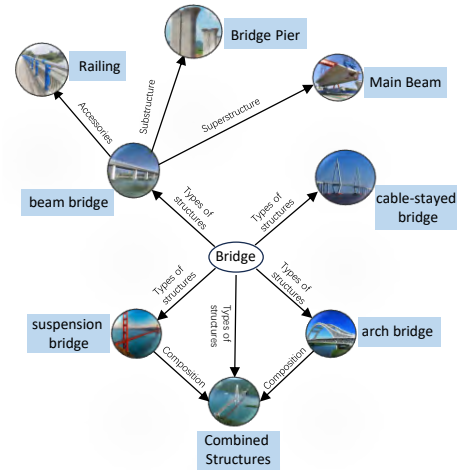 Bridge Pier
Railing
Main Beam
Accessories
Substructure
Superstructure
beam bridge
cable-stayed
bridge
Types of
structures
Types of
structures
Bridge
Types of
structures
Types of
structures
Types of
structures
suspension
bridge
arch bridge
Composition
Composition
Combined
Structures